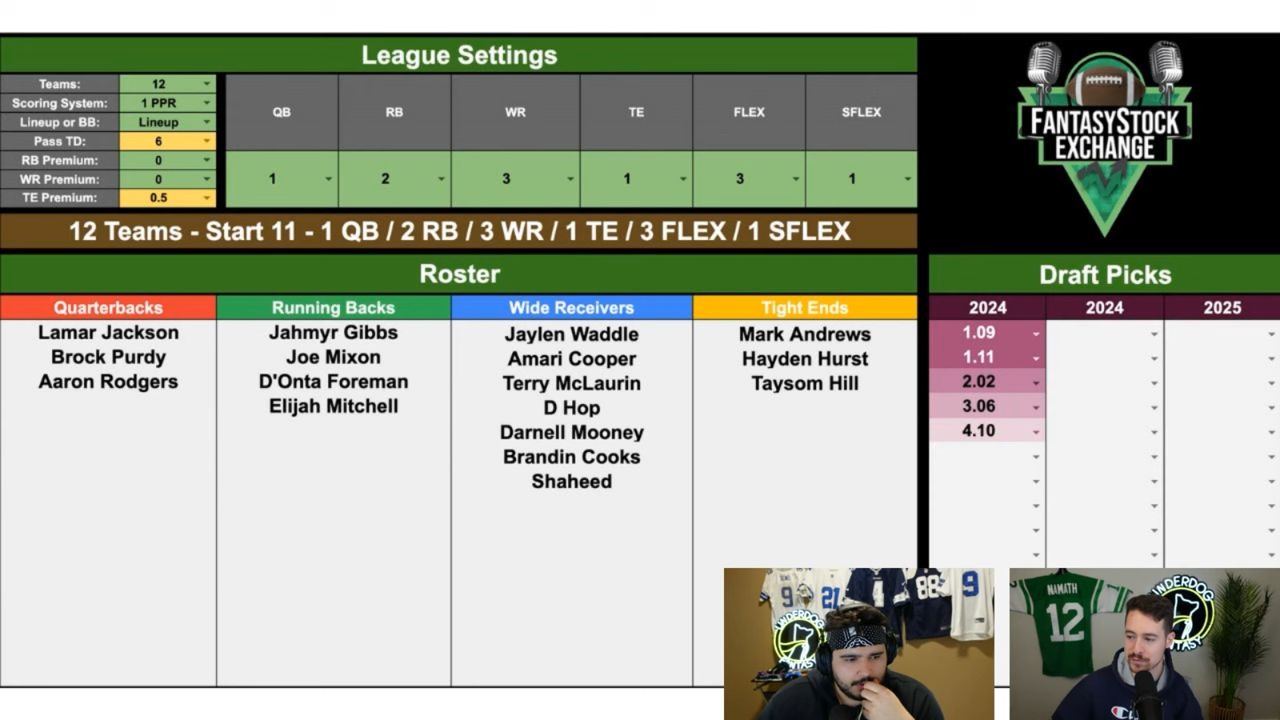 League Settings
Teams: 12
Scoring System: 1 PPR
Lineup or BB: Lineup
Pass TD: 6
RB Premium: 0
WR Premium: 0
TE Premium: 0.5
QB RB WR TE FLEX SFLEX
1 2 3 1 3 1
FANTASYSTOCK
EXCHANGE
12 Teams - Start 11 - 1 QB / 2 RB / 3 WR / 1 TE / 3 FLEX / 1 SFLEX
Roster
Quarterbacks
Lamar Jackson
Brock Purdy
Aaron Rodgers
Running Backs
Jahmyr Gibbs
Joe Mixon
D'Onta Foreman
Elijah Mitchell
Wide Receivers
Jaylen Waddle
Amari Cooper
Terry McLaurin
D Hop
Darnell Mooney
Brandin Cooks
Shaheed
Tight Ends
Mark Andrews
Hayden Hurst
Taysom Hill
Draft Picks
2024 2024 2025
1.09
1.11
2.02
3.06
4.10
9
21
4
88
9
UNDERDOG
FANTASY
NAMATH
12
UNDERDOG